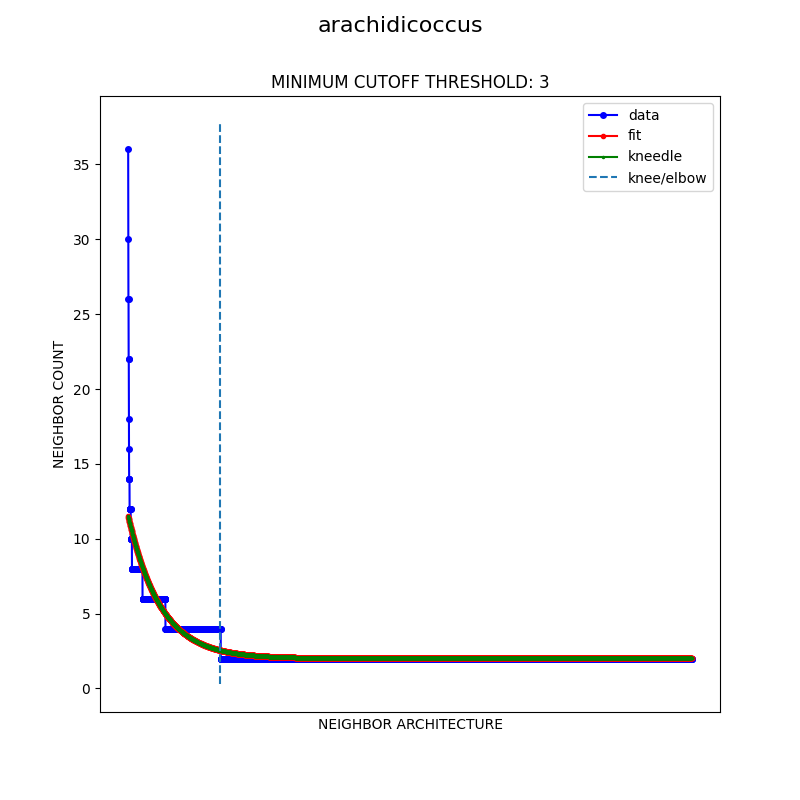 arachidicoccus
MINIMUM CUTOFF THRESHOLD: 3
data
fit
kneedle
knee/elbow
35
30
25
20
15
10
5
0
NEIGHBOR COUNT
NEIGHBOR ARCHITECTURE